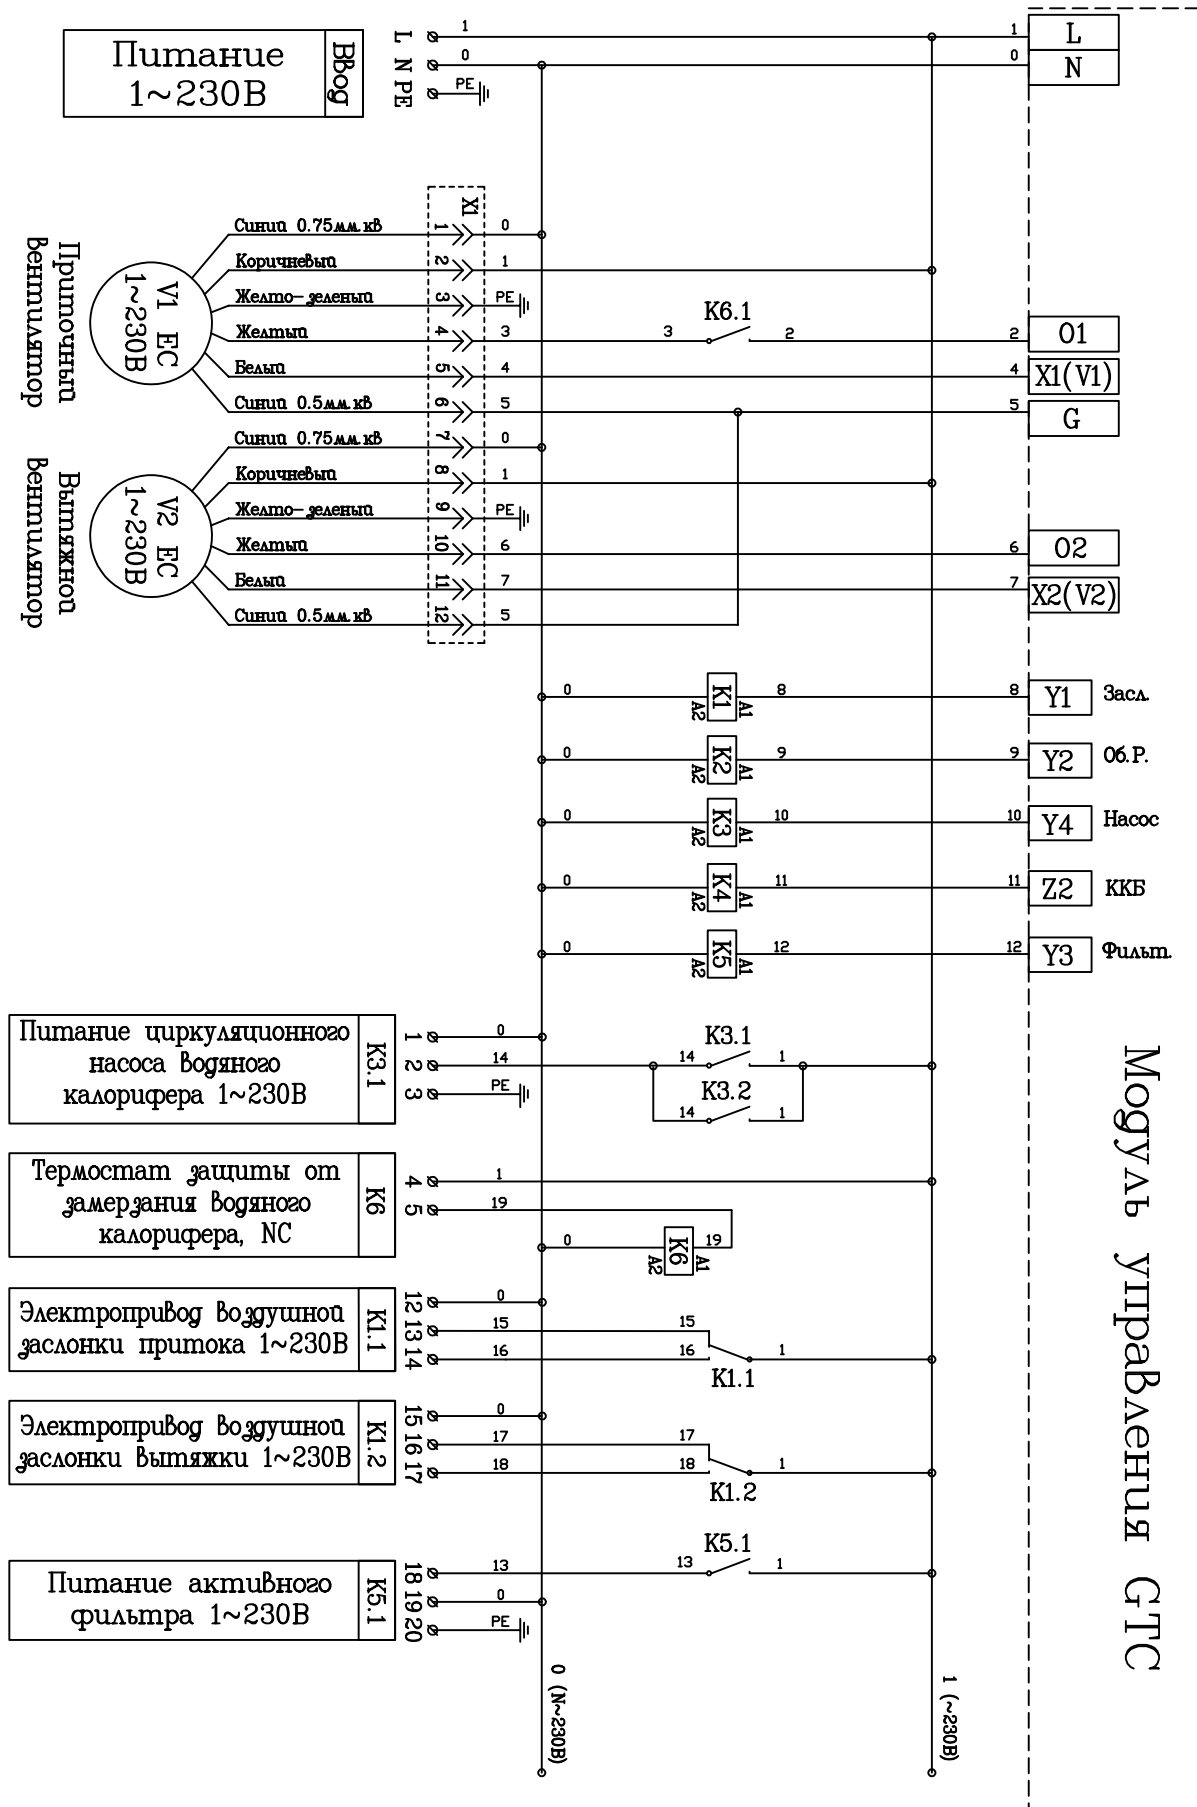 Питание
1~230В
Ввод
L
N
PE
1
0
PE
1
0
L
N
X1
Приточный
вентилятор
V1 EC
1~230В
Синий 0.75мм.кв
1
0
Коричневый
2
1
Желто-зеленый
3
PE
Желтый
4
3
3
K6.1
2
2
O1
Белый
5
4
4
X1(V1)
Синий 0.5мм.кв
6
5
5
G
Вытяжной
вентилятор
V2 EC
1~230В
Синий 0.75мм.кв
7
0
Коричневый
8
1
Желто-зеленый
9
PE
Желтый
10
6
6
O2
Белый
11
7
7
X2(V2)
Синий 0.5мм.кв
12
5
0
K1
A2
A1
8
8
Y1
Засл.
0
K2
A2
A1
9
9
Y2
Об.Р.
0
K3
A2
A1
10
10
Y4
Насос
0
K4
A2
A1
11
11
Z2
ККБ
0
K5
A2
A1
12
12
Y3
Фильт.
Модуль управления GTC
Питание циркуляционного
насоса водяного
калорифера 1~230В
K3.1
1
2
3
0
14
PE
K3.1
14
1
K3.2
14
1
Термостат защиты от
замерзания водяного
калорифера, NC
K6
4
5
1
19
0
K6
A2
A1
19
Электропривод воздушной
заслонки притока 1~230В
K1.1
12
13
14
0
15
16
15
16
1
K1.1
Электропривод воздушной
заслонки вытяжки 1~230В
K1.2
15
16
17
0
17
18
17
18
1
K1.2
Питание активного
фильтра 1~230В
K5.1
18
19
20
13
0
PE
K5.1
13
1
0 (N~230В)
1 (~230В)